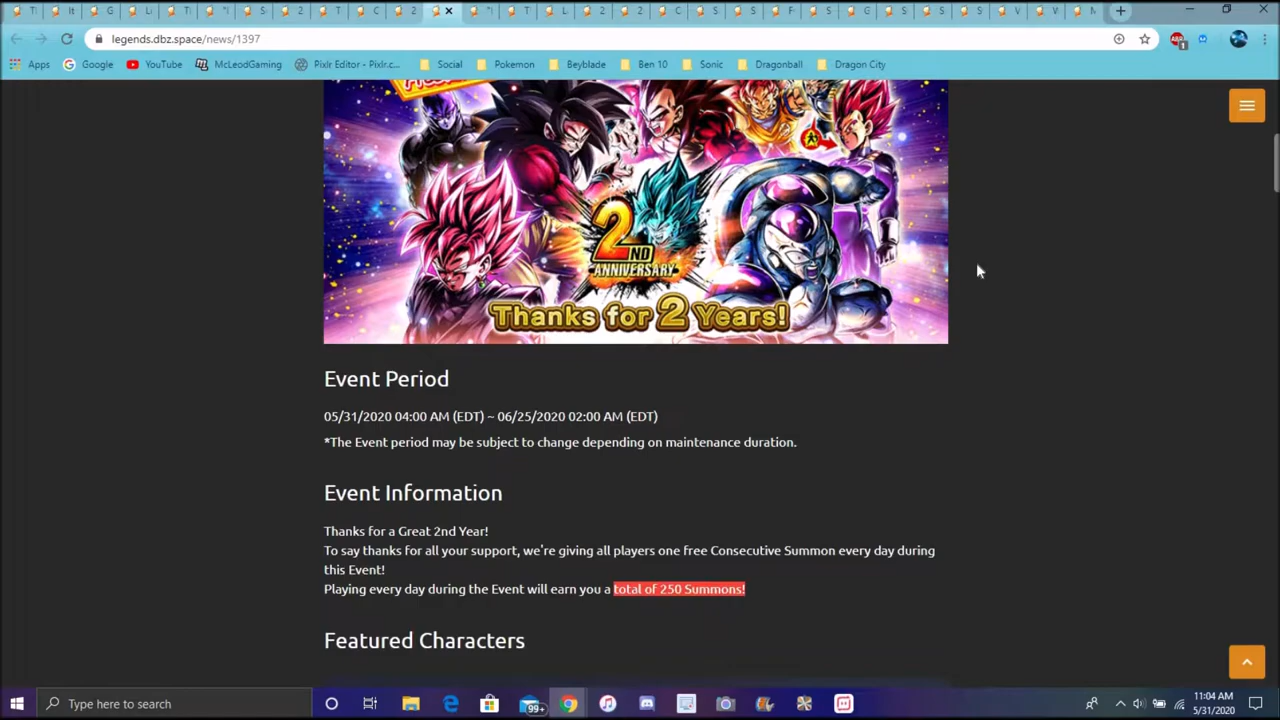 legends.dbz.space/news/1397
Apps
Google
YouTube
McLeodGaming
Pixlr Editor - Pixlr.c...
Social
Pokemon
Beyblade
Ben 10
Sonic
Dragonball
Dragon City
2ND
ANNIVERSARY
Thanks for 2 Years!
Event Period
05/31/2020 04:00 AM (EDT) ~ 06/25/2020 02:00 AM (EDT)
*The Event period may be subject to change depending on maintenance duration.
Event Information
Thanks for a Great 2nd Year!
To say thanks for all your support, we're giving all players one free Consecutive Summon every day during
this Event!
Playing every day during the Event will earn you a total of 250 Summons!
Featured Characters
Type here to search
99+
11:04 AM
5/31/2020